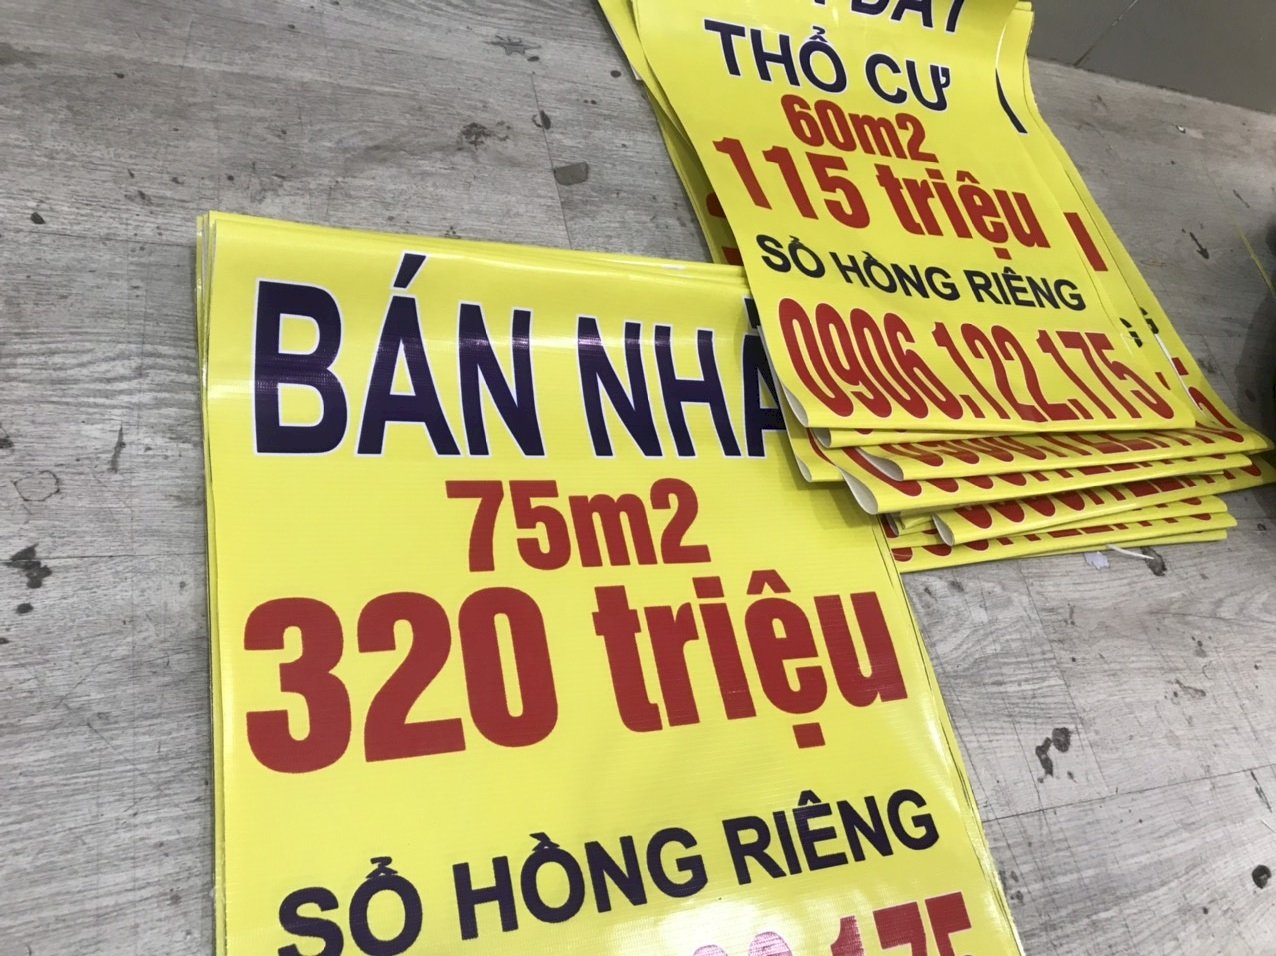 BÁN NHÀ
75m2
320 triệu
SỔ HỒNG RIÊNG
.175
THỔ CƯ
60m2
115 triệu
SỔ HỒNG RIÊNG
0906.122.175